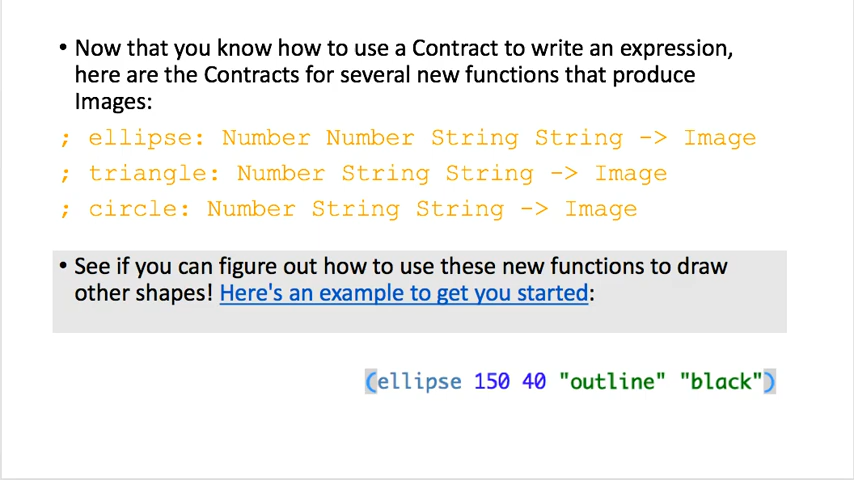 • Now that you know how to use a Contract to write an expression,
here are the Contracts for several new functions that produce
Images:
; ellipse: Number Number String String -> Image
; triangle: Number String String -> Image
; circle: Number String String -> Image
• See if you can figure out how to use these new functions to draw
other shapes! Here's an example to get you started:
(ellipse 150 40 "outline" "black")